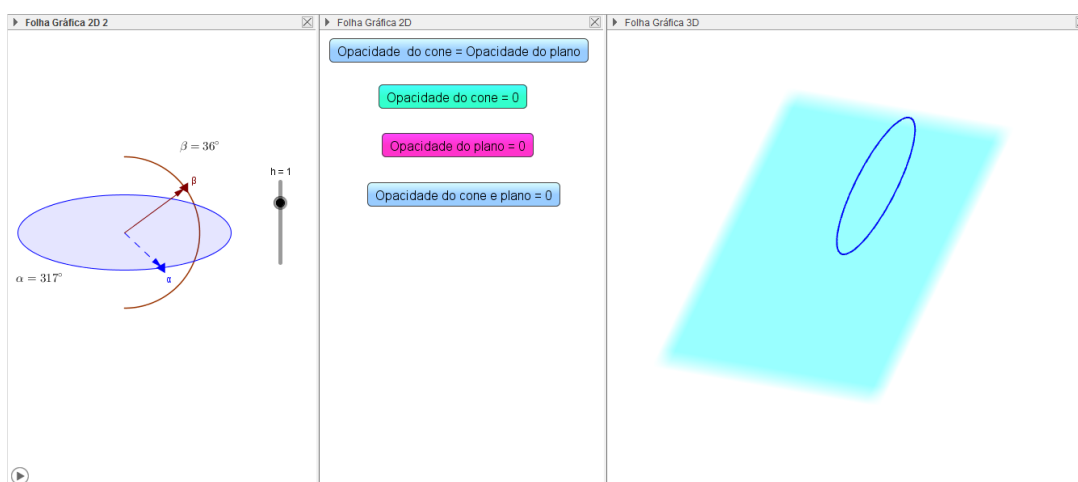 Folha Gráfica 2D 2
β = 36°
β
h = 1
α
α = 317°
Folha Gráfica 2D
Opacidade do cone = Opacidade do plano
Opacidade do cone = 0
Opacidade do plano = 0
Opacidade do cone e plano = 0
Folha Gráfica 3D